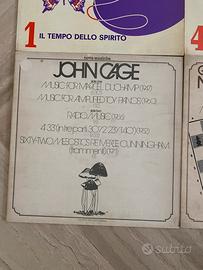 1 IL TEMPO DELLO SPIRITO
4
JOHN CAGE
MUSIC FOR MARCEL DUCHAMP (1947)
MUSIC FOR AMPLIFIED TOY PIANOS (1960)
RADIO MUSIC (1956)
4'33" (in tre parti: 30"/2'23"/1'40") (1952)
SIXTY-TWO MESOSTICS RE MERCE CUNNINGHAM
(frammenti) (1971)
subito